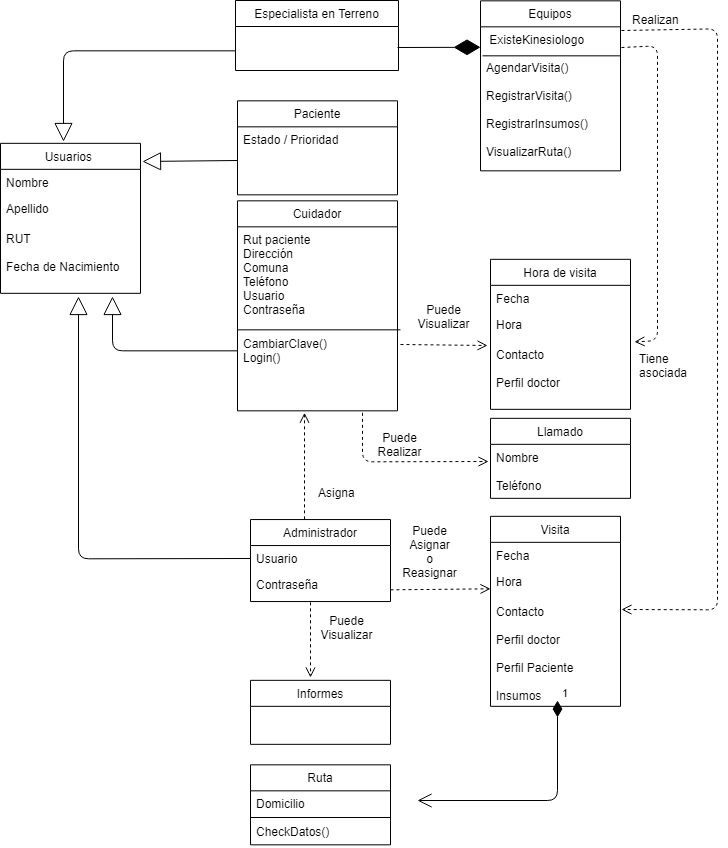 Especialista en Terreno
Equipos
ExisteKinesiologo
AgendarVisita()
RegistrarVisita()
RegistrarInsumos()
VisualizarRuta()
Realizan
Paciente
Estado / Prioridad
Usuarios
Nombre
Apellido
RUT
Fecha de Nacimiento
Cuidador
Rut paciente
Dirección
Comuna
Teléfono
Usuario
Contraseña
CambiarClave()
Login()
Puede
Visualizar
Hora de visita
Fecha
Hora
Contacto
Perfil doctor
Tiene
asociada
Puede
Realizar
Llamado
Nombre
Teléfono
Asigna
Administrador
Usuario
Contraseña
Puede
Asignar
o
Reasignar
Visita
Fecha
Hora
Contacto
Perfil doctor
Perfil Paciente
Insumos
1
Puede
Visualizar
Informes
Ruta
Domicilio
CheckDatos()